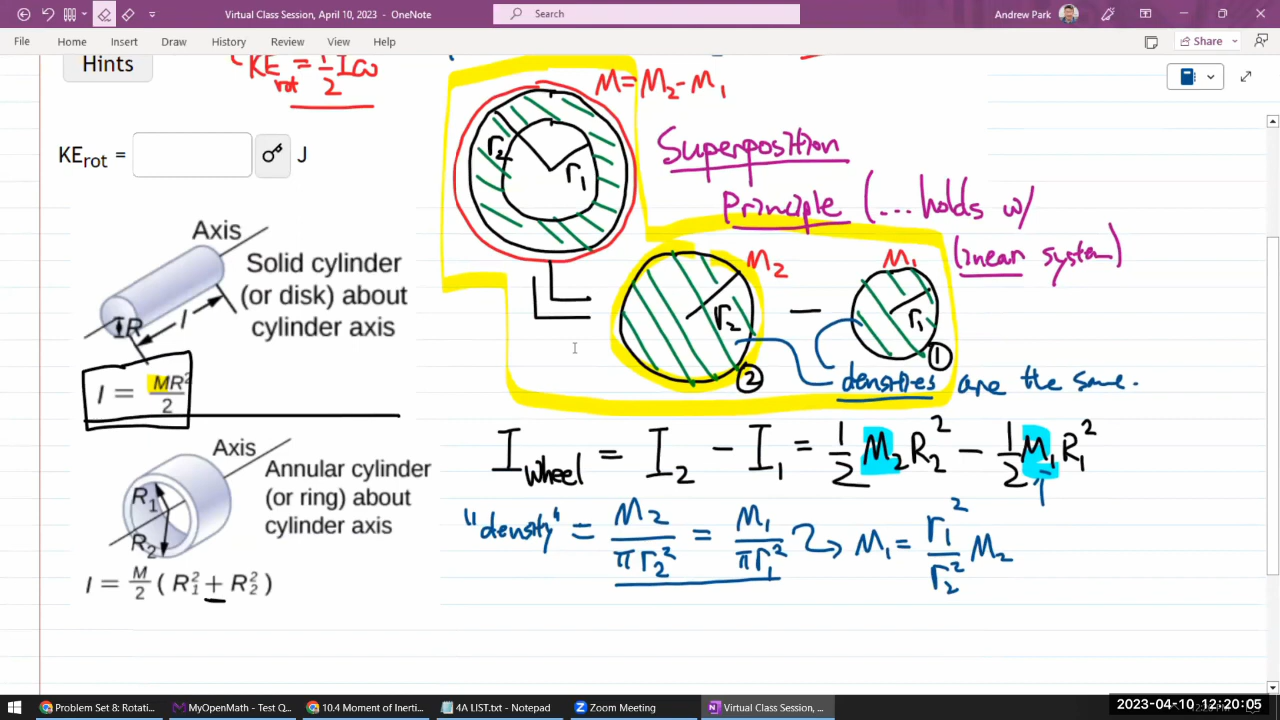 Virtual Class Session, April 10, 2023 - OneNote
Search
Andrew Park
File Home Insert Draw History Review View Help
Share
Hints
KE rot = 1/2 Iω
KErot = J
M = M2 - M1
r2
r1
Superposition
Principle (... holds w/
linear system)
M2
M1
r2
r1
②
①
densities are the same.
Axis
Solid cylinder
(or disk) about
cylinder axis
R
l
I = MR²/2
Axis
Annular cylinder
(or ring) about
cylinder axis
R1
R2
I = M/2 ( R1² + R2² )
I wheel = I2 - I1 = 1/2 M2 R2² - 1/2 M1 R1²
"density" = M2/πr2² = M1/πr1² → M1 = r1²/r2² M2
Problem Set 8: Rotati...
MyOpenMath - Test Q...
10.4 Moment of Inerti...
4A LIST.txt - Notepad
Zoom Meeting
Virtual Class Session,...
2023-04-10 12:20:05